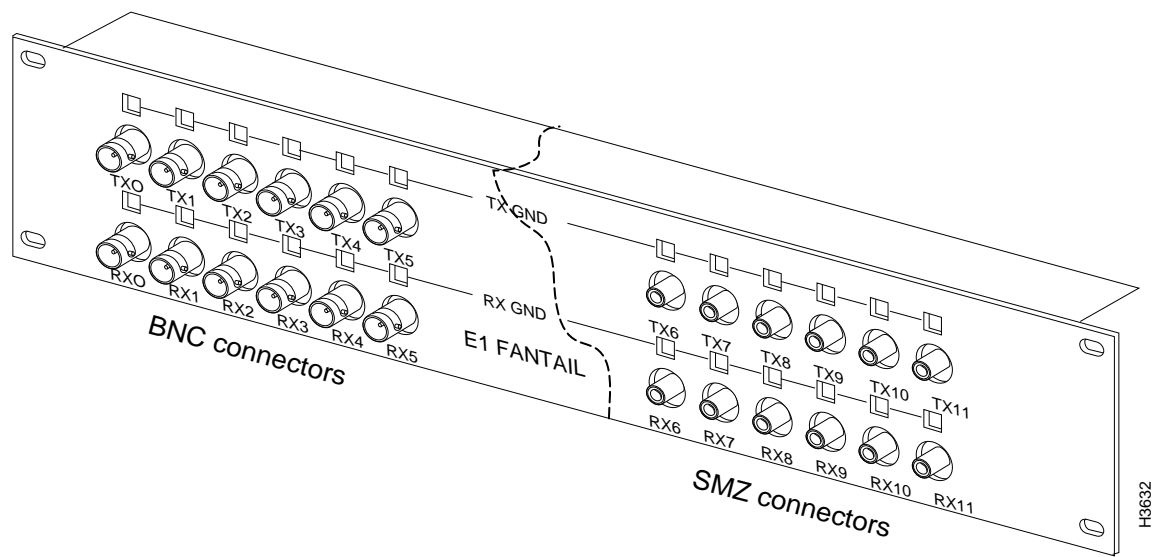 TXO TX1 TX2 TX3 TX4 TX5
TX GND
TX6 TX7 TX8 TX9 TX10 TX11
RXO RX1 RX2 RX3 RX4 RX5
RX GND
RX6 RX7 RX8 RX9 RX10 RX11
E1 FANTAIL
BNC connectors
SMZ connectors
H3632